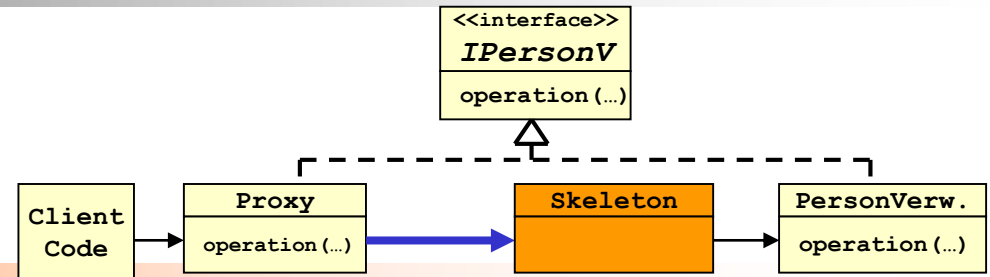 <<interface>>
IPersonV
operation(…)
Client
Code
Proxy
operation(…)
Skeleton
PersonVerw.
operation(…)